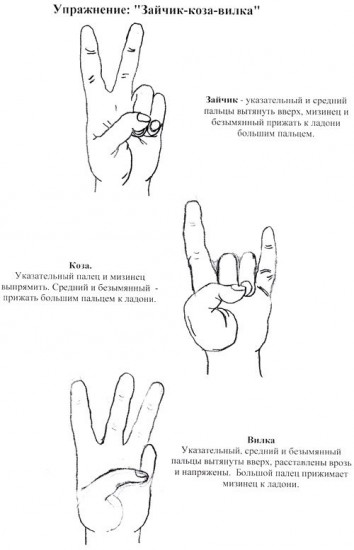 Упражнение: "Зайчик-коза-вилка"
Зайчик - указательный и средний
пальцы вытянуть вверх, мизинец и
безымянный прижать к ладони
большим пальцем.
Коза.
Указательный палец и мизинец
выпрямить. Средний и безымянный -
прижать большим пальцем к ладони.
Вилка
Указательный, средний и безымянный
пальцы вытянуты вверх, расставлены врозь
и напряжены. Большой палец прижимает
мизинец к ладони.